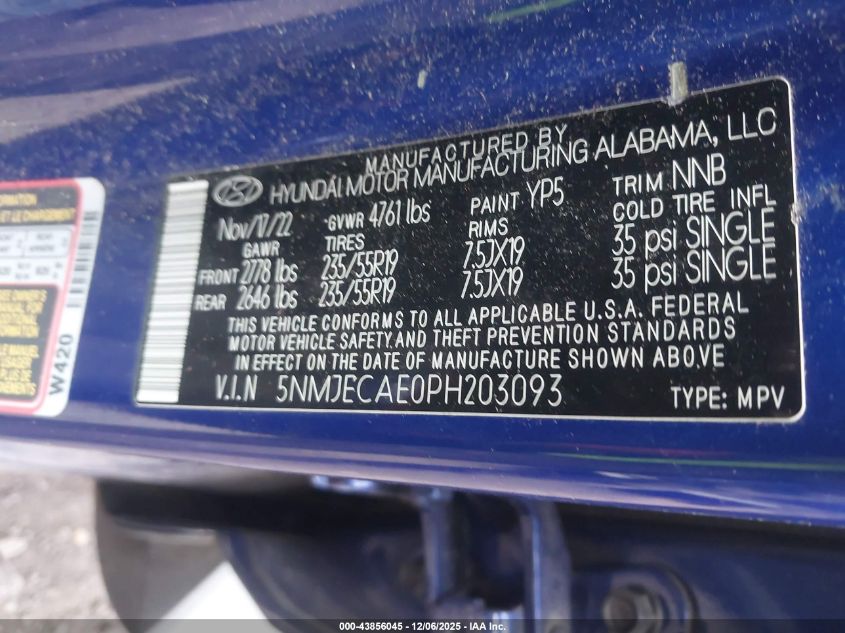 MANUFACTURED BY
HYUNDAI MOTOR MANUFACTURING ALABAMA, LLC
Nov/17/22 GVWR 4761 lbs PAINT YP5 TRIM NNB
GAWR TIRES RIMS COLD TIRE INFL
FRONT 2778 lbs 235/55R19 7.5JX19 35 psi SINGLE
REAR 2646 lbs 235/55R19 7.5JX19 35 psi SINGLE
THIS VEHICLE CONFORMS TO ALL APPLICABLE U.S.A. FEDERAL
MOTOR VEHICLE SAFETY AND THEFT PREVENTION STANDARDS
IN EFFECT ON THE DATE OF MANUFACTURE SHOWN ABOVE.
V.I.N 5NMJECAE0PH203093 TYPE: MPV
INFORMATION
ET LE CHARGEMENT
W420
000-43856045 - 12/06/2025 - IAA Inc.